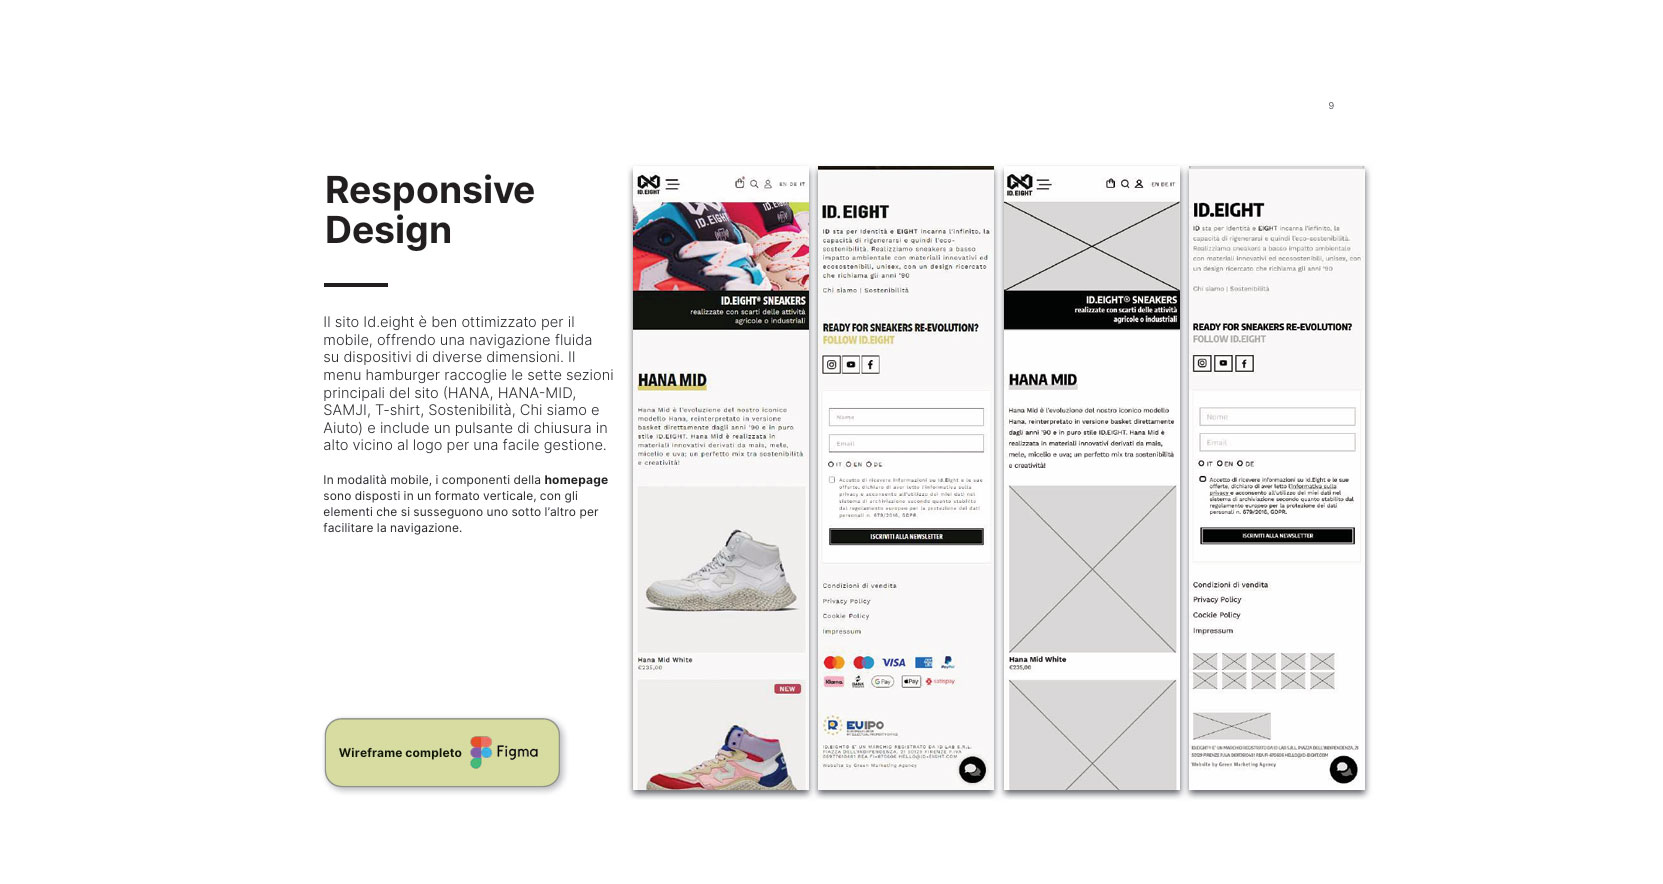 9
Responsive
Design
Il sito Id.eight è ben ottimizzato per il
mobile, offrendo una navigazione fluida
su dispositivi di diverse dimensioni. Il
menu hamburger raccoglie le sette sezioni
principali del sito (HANA, HANA-MID,
SAMJI, T-shirt, Sostenibilità, Chi siamo e
Aiuto) e include un pulsante di chiusura in
alto vicino al logo per una facile gestione.
In modalità mobile, i componenti della homepage
sono disposti in un formato verticale, con gli
elementi che si susseguono uno sotto l'altro per
facilitare la navigazione.
Wireframe completo
Figma
ID.EIGHT
EN DE IT
ID.EIGHT
ID.EIGHT® SNEAKERS
realizzate con scarti delle attività
agricole o industriali
HANA MID
Hana Mid è l'evoluzione del nostro iconico
modello Hana, reinterpretato in versione
basket direttamente dagli anni '90 e in puro
stile ID.EIGHT. Hana Mid è realizzata in
materiali innovativi derivati da mais, mele,
micelio e uva; un perfetto mix tra sostenibilità
e creatività!
Hana Mid White
€235,00
NEW
ID. EIGHT
ID sta per Identità e EIGHT incarna l'infinito, la
capacità di rigenerarsi e quindi l'eco-
sostenibilità. Realizziamo sneakers a basso
impatto ambientale con materiali innovativi ed
ecosostenibili, unisex, con un design ricercato
che richiama gli anni '90
Chi siamo | Sostenibilità
READY FOR SNEAKERS RE-EVOLUTION?
FOLLOW ID.EIGHT
Nome
Email
IT EN DE
Accetto di ricevere informazioni su id.Eight e le sue
offerte, dichiaro di aver letto l'informativa sulla
privacy e acconsento all'utilizzo dei miei dati nel
sistema di archiviazione secondo quanto stabilito
dal regolamento europeo per la protezione dei dati
personali n. 679/2016, GDPR.
ISCRIVITI ALLA NEWSLETTER
Condizioni di vendita
Privacy Policy
Cookie Policy
Impressum
VISA
PayPal
Klarna.
G Pay
Pay
satispay
EUIPO
ID.EIGHT® E' UN MARCHIO REGISTRATO DA ID LAB S.R.L.
PIAZZA DELL'INDIPENDENZA, 21 50129 FIRENZE P.IVA
Website by Green Marketing Agency
ID.EIGHT
EN DE IT
ID.EIGHT® SNEAKERS
realizzate con scarti delle attività
agricole o industriali
HANA MID
Hana Mid è l'evoluzione del nostro iconico modello
Hana, reinterpretato in versione basket direttamente
dagli anni '90 e in puro stile ID.EIGHT. Hana Mid è
realizzata in materiali innovativi derivati da mais,
mele, micelio e uva; un perfetto mix tra sostenibilità
e creatività!
Hana Mid White
€235,00
ID.EIGHT
ID sta per Identità e EIGHT incarna l'infinito, la
capacità di rigenerarsi e quindi l'eco-sostenibilità.
Realizziamo sneakers a basso impatto ambientale
con materiali innovativi ed ecosostenibili, unisex, con
un design ricercato che richiama gli anni '90
Chi siamo | Sostenibilità
READY FOR SNEAKERS RE-EVOLUTION?
FOLLOW ID.EIGHT
Nome
Email
IT EN DE
Accetto di ricevere informazioni su id.Eight e le sue
offerte, dichiaro di aver letto l'informativa sulla
privacy e acconsento all'utilizzo dei miei dati nel
sistema di archiviazione secondo quanto stabilito dal
regolamento europeo per la protezione dei dati
personali n. 679/2016, GDPR.
ISCRIVITI ALLA NEWSLETTER
Condizioni di vendita
Privacy Policy
Cookie Policy
Impressum
ID.EIGHT® E' UN MARCHIO REGISTRATO DA ID LAB S.R.L. PIAZZA DELL'INDIPENDENZA, 21
Website by Green Marketing Agency